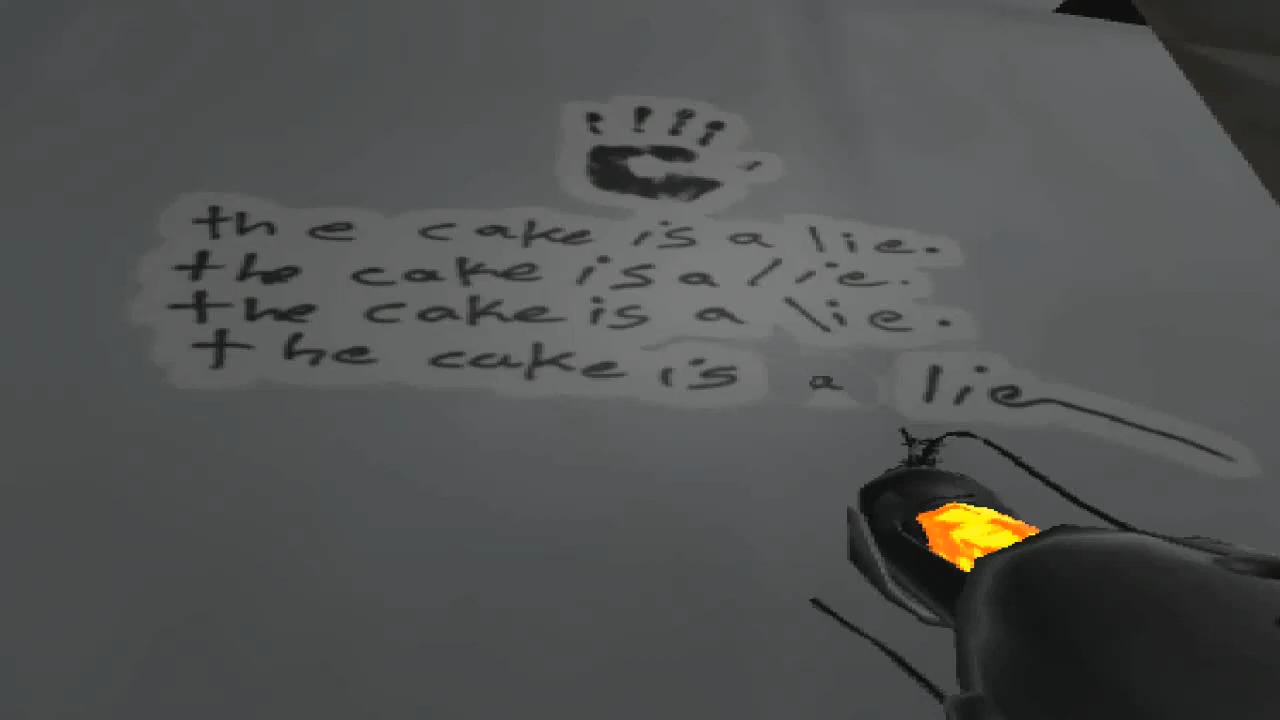 the cake is a lie.
the cake is a lie.
the cake is a lie.
the cake is a lie